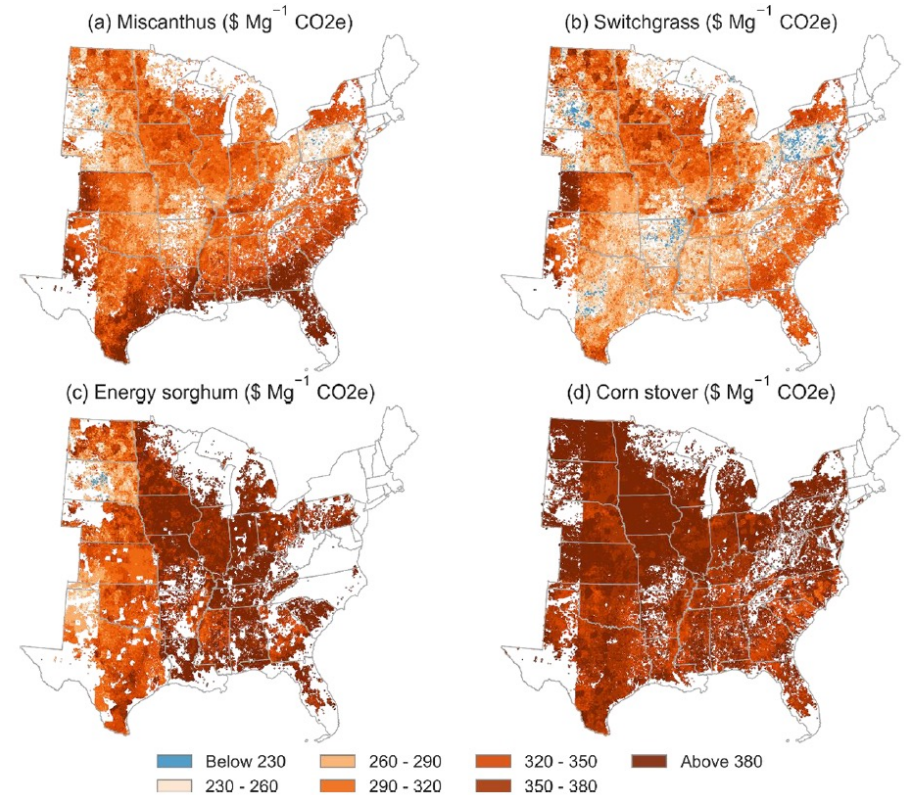 (a) Miscanthus ($ Mg⁻¹ CO2e)
(b) Switchgrass ($ Mg⁻¹ CO2e)
(c) Energy sorghum ($ Mg⁻¹ CO2e)
(d) Corn stover ($ Mg⁻¹ CO2e)
Below 230
260 - 290
320 - 350
Above 380
230 - 260
290 - 320
350 - 380